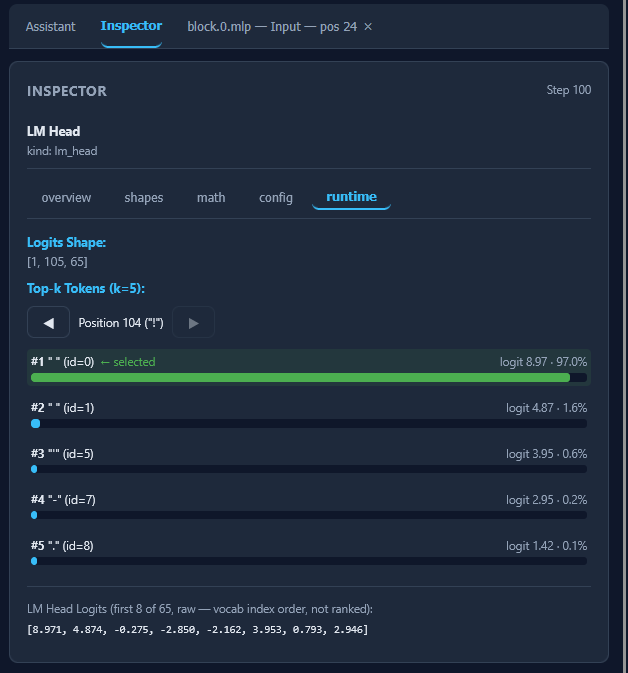 Assistant Inspector block.0.mlp — Input — pos 24 ×
INSPECTOR Step 100
LM Head
kind: lm_head
overview shapes math config runtime
Logits Shape:
[1, 105, 65]
Top-k Tokens (k=5):
◀ Position 104 ("!") ▶
#1 " " (id=0) ← selected logit 8.97 · 97.0%
#2 " " (id=1) logit 4.87 · 1.6%
#3 "'" (id=5) logit 3.95 · 0.6%
#4 "-" (id=7) logit 2.95 · 0.2%
#5 "." (id=8) logit 1.42 · 0.1%
LM Head Logits (first 8 of 65, raw — vocab index order, not ranked):
[8.971, 4.874, -0.275, -2.850, -2.162, 3.953, 0.793, 2.946]